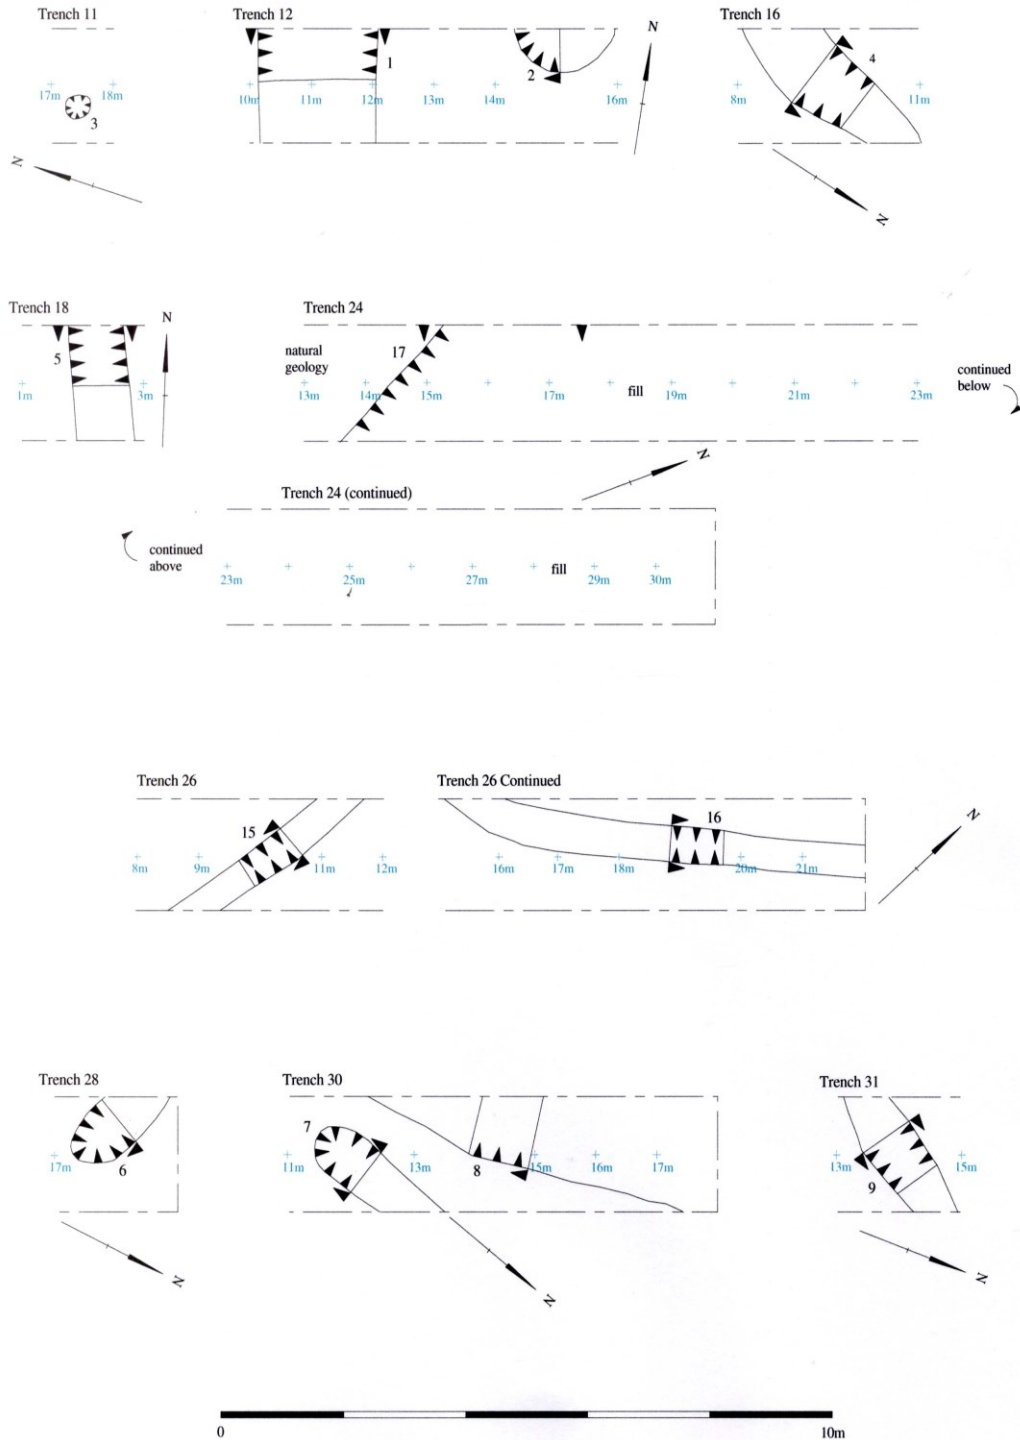 Trench 11
17m 18m
3
N
Trench 12
1
2
10m 11m 12m 13m 14m 16m
N
Trench 16
4
8m 11m
N
Trench 18
5
1m 3m
N
Trench 24
natural
geology
17
13m 14m 15m 17m fill 19m 21m 23m
continued
below
N
Trench 24 (continued)
continued
above
23m 25m 27m fill 29m 30m
Trench 26
15
8m 9m 11m 12m
Trench 26 Continued
16
16m 17m 18m 20m 21m
N
Trench 28
17m
6
N
Trench 30
7
8
11m 13m 15m 16m 17m
N
Trench 31
13m 15m
9
N
0 10m